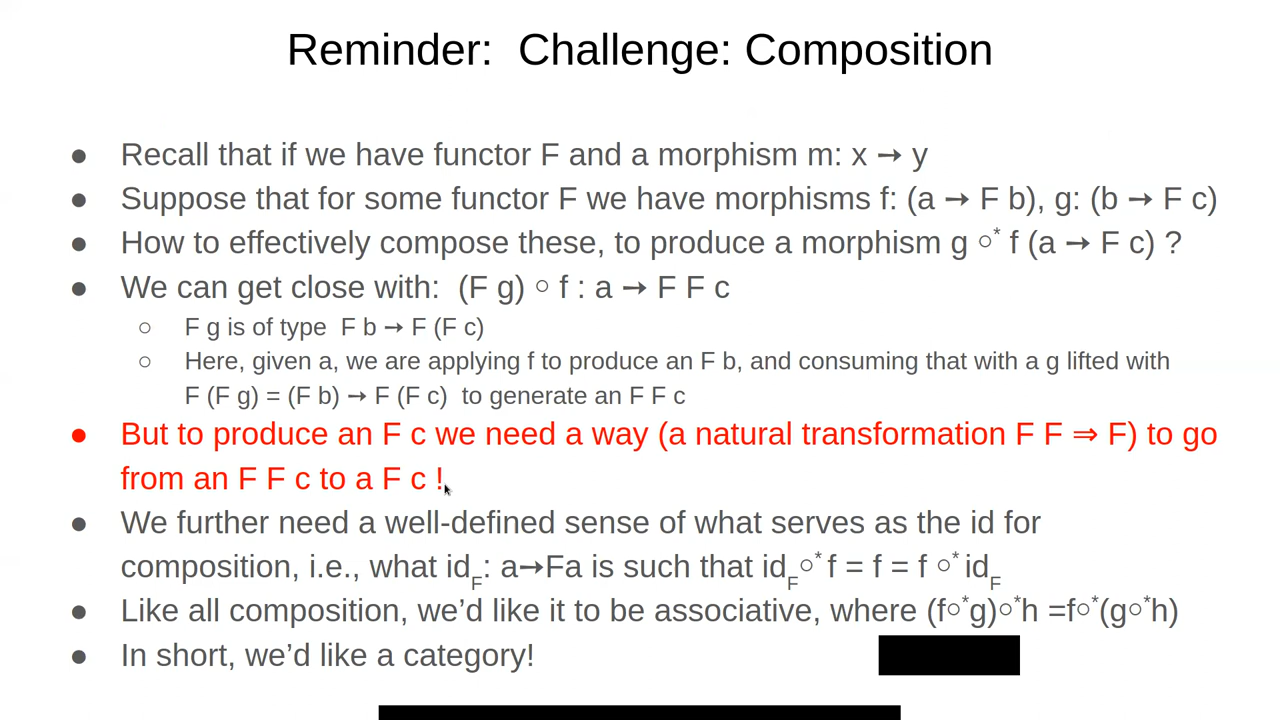 Reminder: Challenge: Composition
● Recall that if we have functor F and a morphism m: x → y
● Suppose that for some functor F we have morphisms f: (a → F b), g: (b → F c)
● How to effectively compose these, to produce a morphism g ○* f (a → F c) ?
● We can get close with: (F g) ○ f : a → F F c
○ F g is of type F b → F (F c)
○ Here, given a, we are applying f to produce an F b, and consuming that with a g lifted with
F (F g) = (F b) → F (F c) to generate an F F c
● But to produce an F c we need a way (a natural transformation F F ⇒ F) to go
from an F F c to a F c !
● We further need a well-defined sense of what serves as the id for
composition, i.e., what id_F: a→Fa is such that id_F○* f = f = f ○* id_F
● Like all composition, we’d like it to be associative, where (f○*g)○*h =f○*(g○*h)
● In short, we’d like a category!